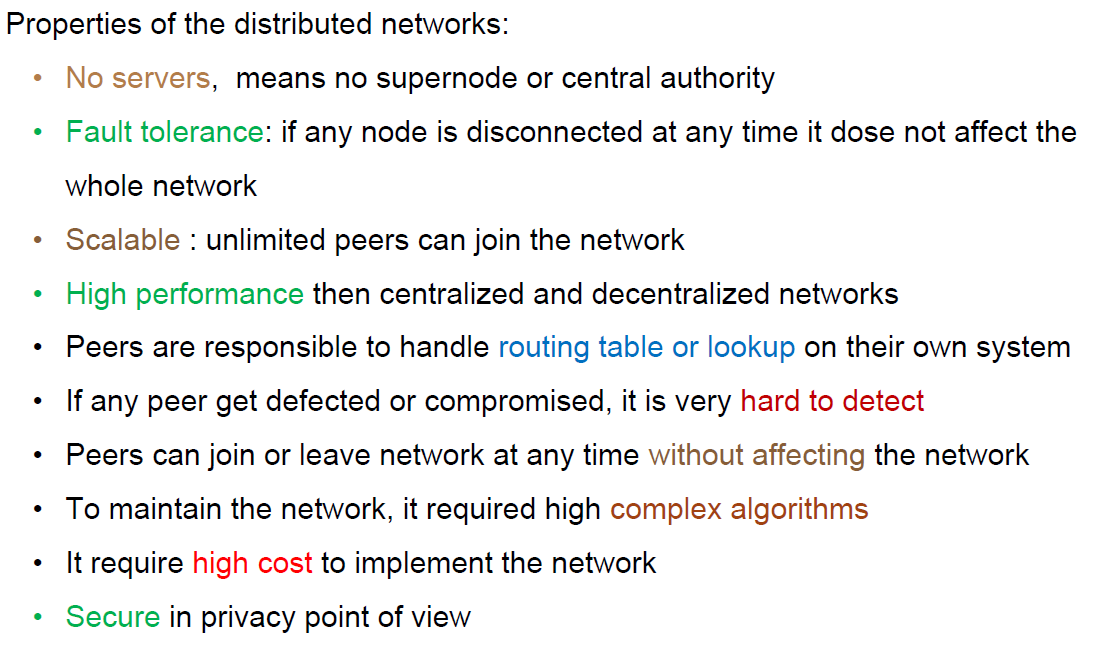 Properties of the distributed networks:
• No servers,  means no supernode or central authority
• Fault tolerance: if any node is disconnected at any time it dose not affect the
whole network
• Scalable : unlimited peers can join the network
• High performance then centralized and decentralized networks
• Peers are responsible to handle routing table or lookup on their own system
• If any peer get defected or compromised, it is very hard to detect
• Peers can join or leave network at any time without affecting the network
• To maintain the network, it required high complex algorithms
• It require high cost to implement the network
• Secure in privacy point of view